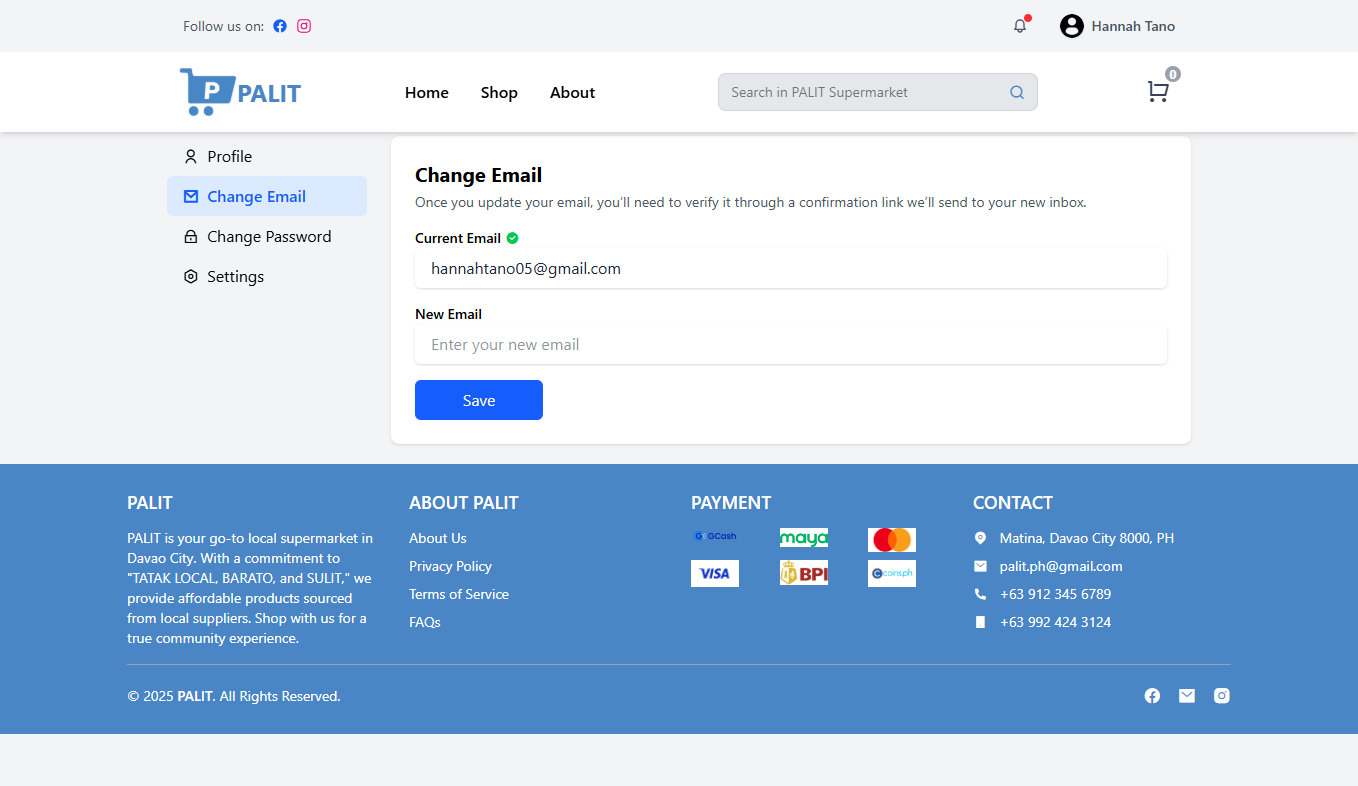 Follow us on:
Hannah Tano
P PALIT
Home Shop About
Search in PALIT Supermarket
0
Profile
Change Email
Change Password
Settings
Change Email
Once you update your email, you’ll need to verify it through a confirmation link we’ll send to your new inbox.
Current Email
hannahtano05@gmail.com
New Email
Enter your new email
Save
PALIT
PALIT is your go-to local supermarket in
Davao City. With a commitment to
"TATAK LOCAL, BARATO, and SULIT," we
provide affordable products sourced
from local suppliers. Shop with us for a
true community experience.
ABOUT PALIT
About Us
Privacy Policy
Terms of Service
FAQs
PAYMENT
GCash
maya
VISA
BPI
coins.ph
CONTACT
Matina, Davao City 8000, PH
palit.ph@gmail.com
+63 912 345 6789
+63 992 424 3124
© 2025 PALIT. All Rights Reserved.